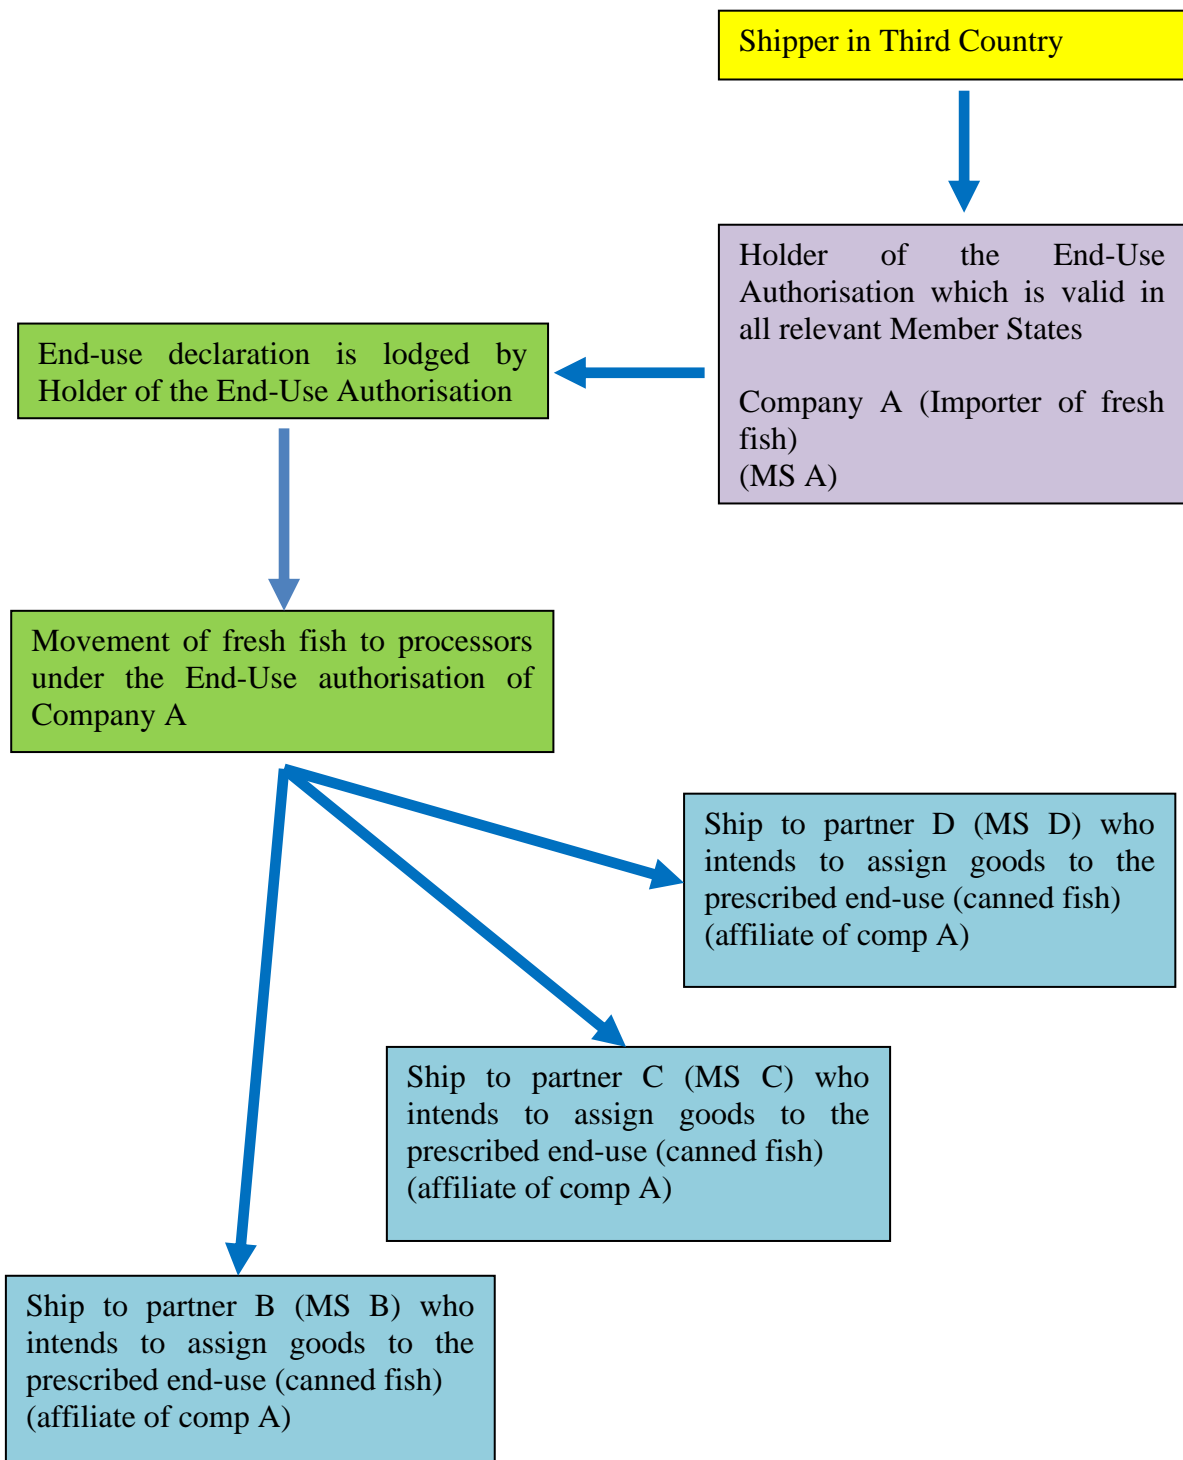 Shipper in Third Country
Holder of the End-Use
Authorisation which is valid in
all relevant Member States
Company A (Importer of fresh
fish)
(MS A)
End-use declaration is lodged by
Holder of the End-Use Authorisation
Movement of fresh fish to processors
under the End-Use authorisation of
Company A
Ship to partner D (MS D) who
intends to assign goods to the
prescribed end-use (canned fish)
(affiliate of comp A)
Ship to partner C (MS C) who
intends to assign goods to the
prescribed end-use (canned fish)
(affiliate of comp A)
Ship to partner B (MS B) who
intends to assign goods to the
prescribed end-use (canned fish)
(affiliate of comp A)